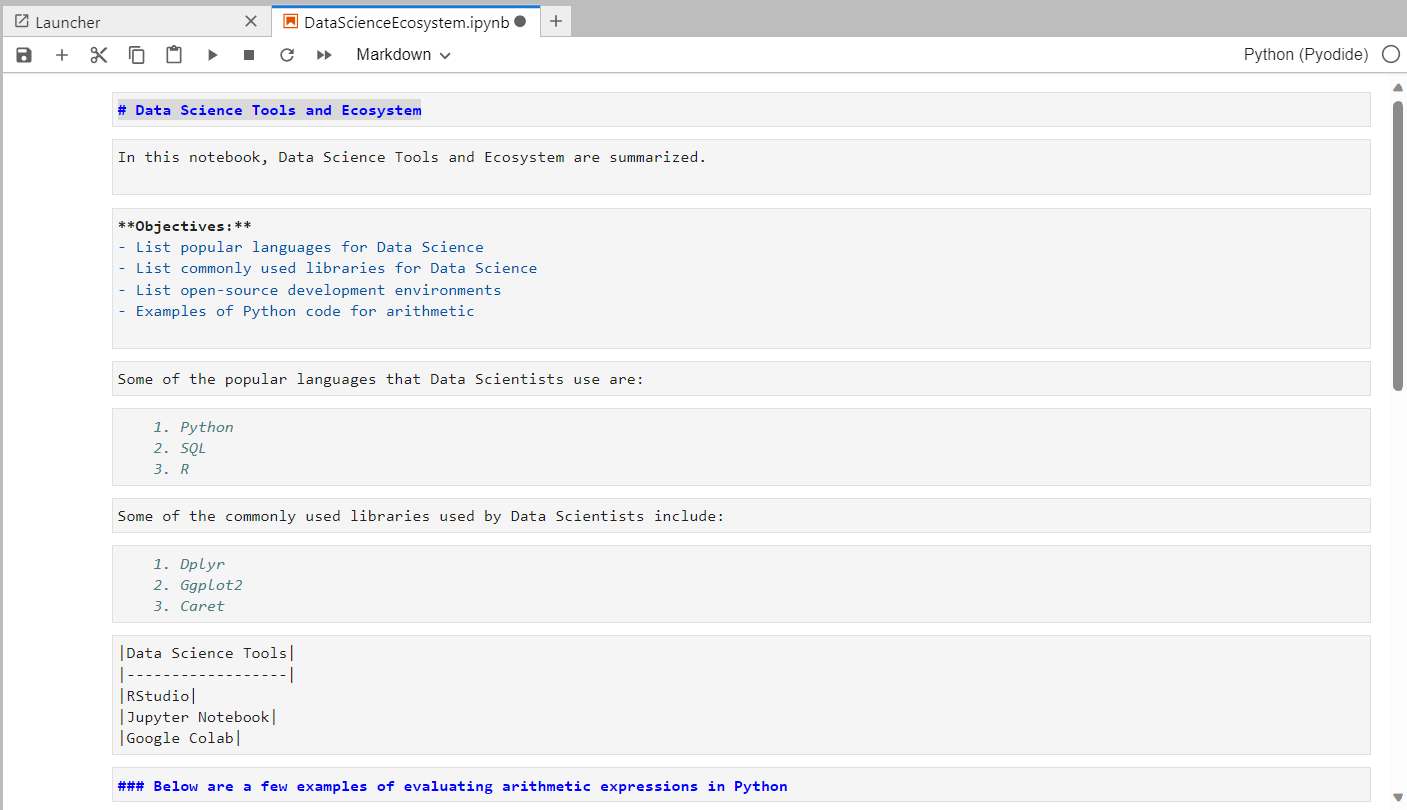 Launcher
DataScienceEcosystem.ipynb
Markdown
Python (Pyodide)
# Data Science Tools and Ecosystem
In this notebook, Data Science Tools and Ecosystem are summarized.
**Objectives:**
- List popular languages for Data Science
- List commonly used libraries for Data Science
- List open-source development environments
- Examples of Python code for arithmetic
Some of the popular languages that Data Scientists use are:
1. Python
2. SQL
3. R
Some of the commonly used libraries used by Data Scientists include:
1. Dplyr
2. Ggplot2
3. Caret
|Data Science Tools|
|------------------|
|RStudio|
|Jupyter Notebook|
|Google Colab|
### Below are a few examples of evaluating arithmetic expressions in Python